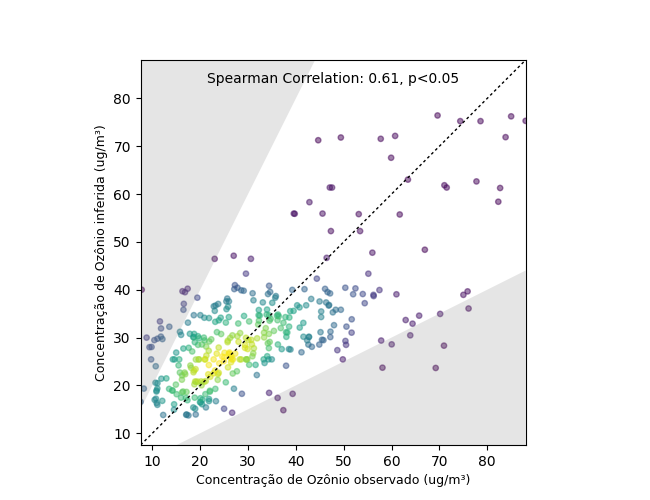 Spearman Correlation: 0.61, p<0.05
80
70
60
50
40
30
20
10
Concentração de Ozônio inferida (ug/m³)
10 20 30 40 50 60 70 80
Concentração de Ozônio observado (ug/m³)